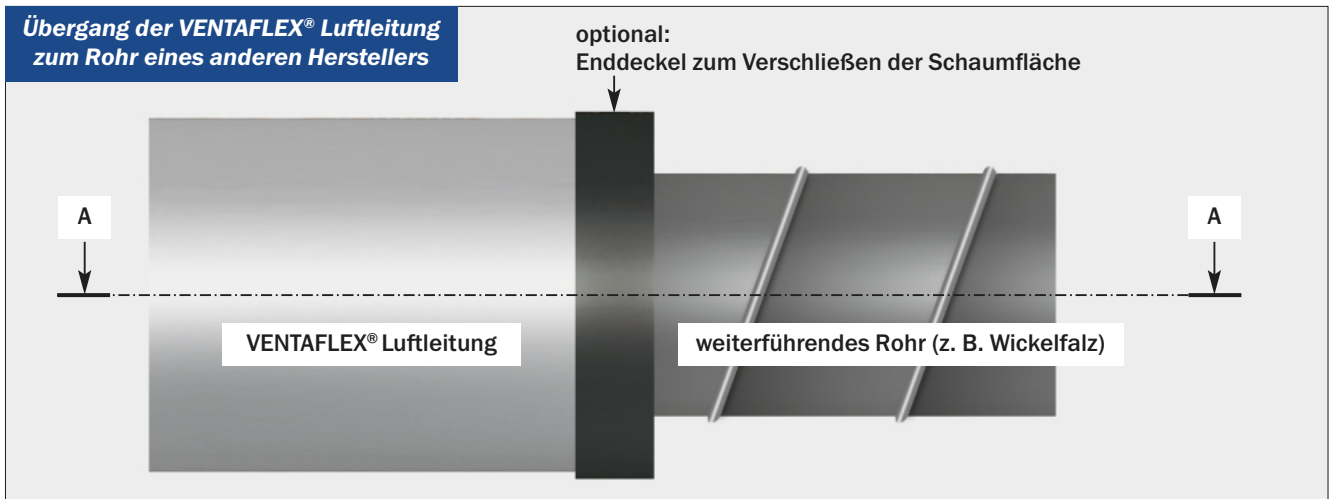 Übergang der VENTAFLEX® Luftleitung
zum Rohr eines anderen Herstellers
optional:
Enddeckel zum Verschließen der Schaumfläche
A
A
VENTAFLEX® Luftleitung
weiterführendes Rohr (z. B. Wickelfalz)